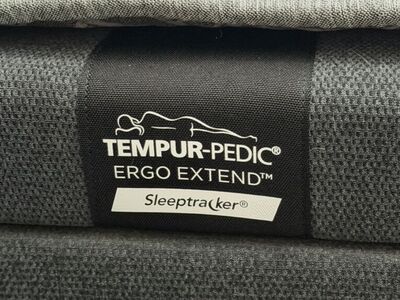 TEMPUR-PEDIC®
ERGO EXTEND™
Sleeptracker®